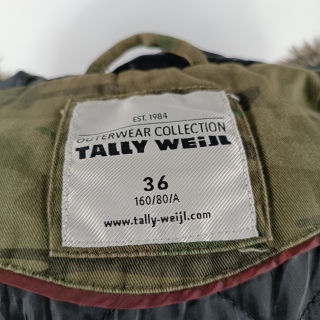 EST. 1984
OUTERWEAR COLLECTION
TALLY WEiJL
36
160/80/A
www.tally-weijl.com